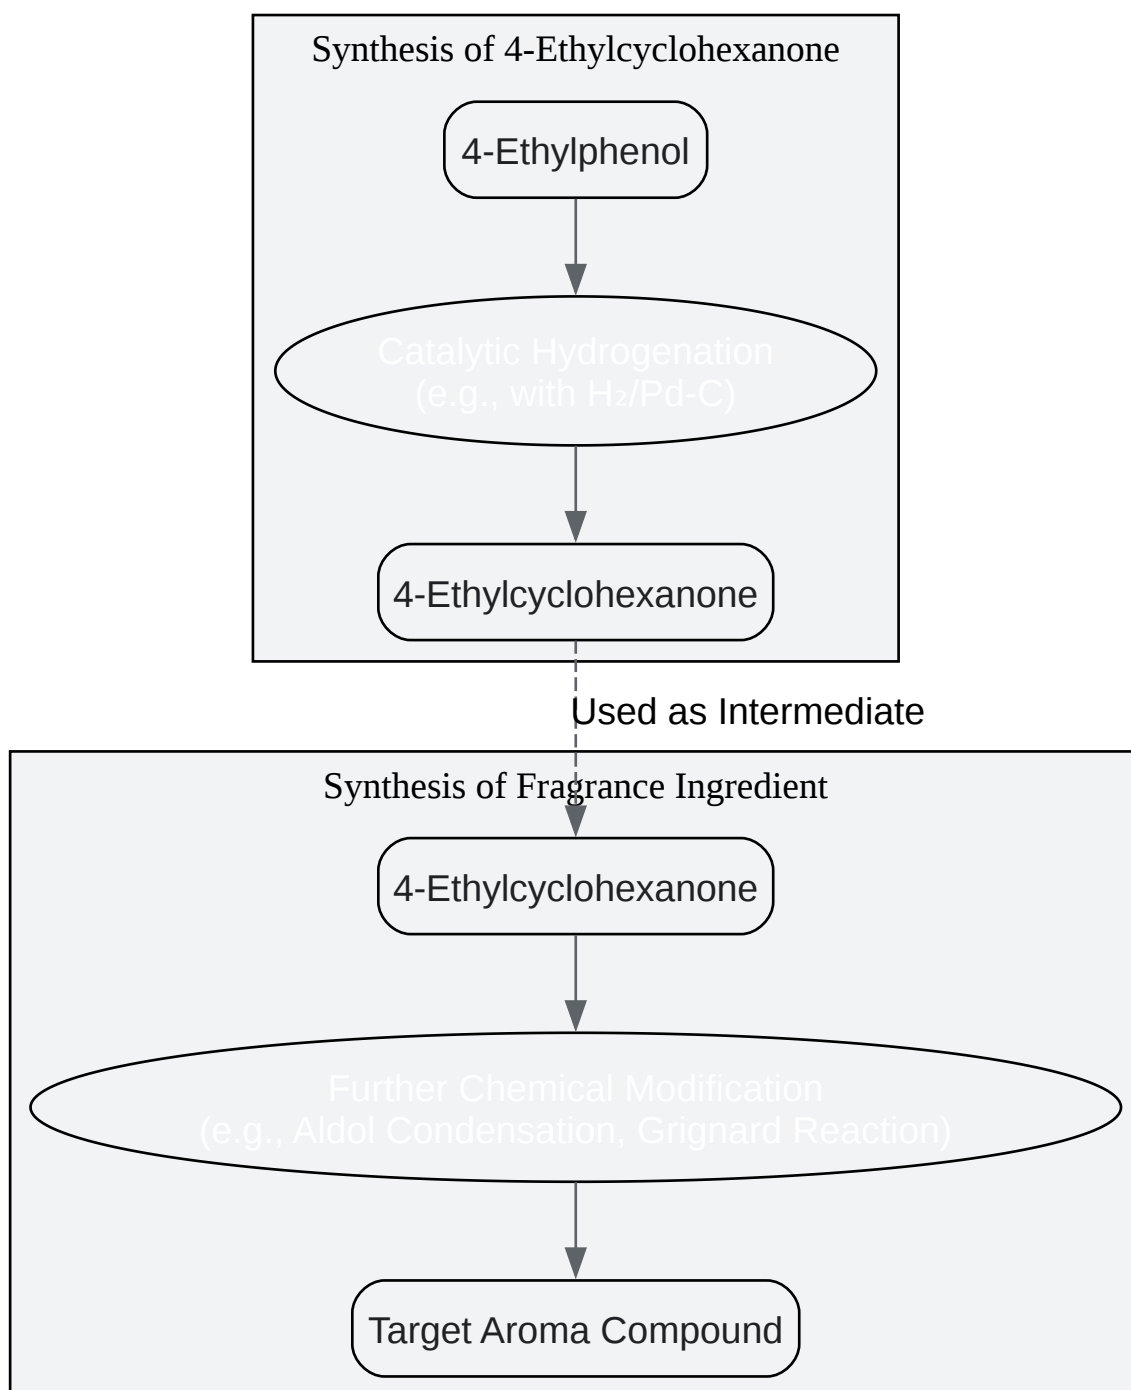 Synthesis of 4-Ethylcyclohexanone
4-Ethylphenol
Catalytic Hydrogenation
(e.g., with H₂/Pd-C)
4-Ethylcyclohexanone
Used as Intermediate
Synthesis of Fragrance Ingredient
4-Ethylcyclohexanone
Further Chemical Modification
(e.g., Aldol Condensation, Grignard Reaction)
Target Aroma Compound